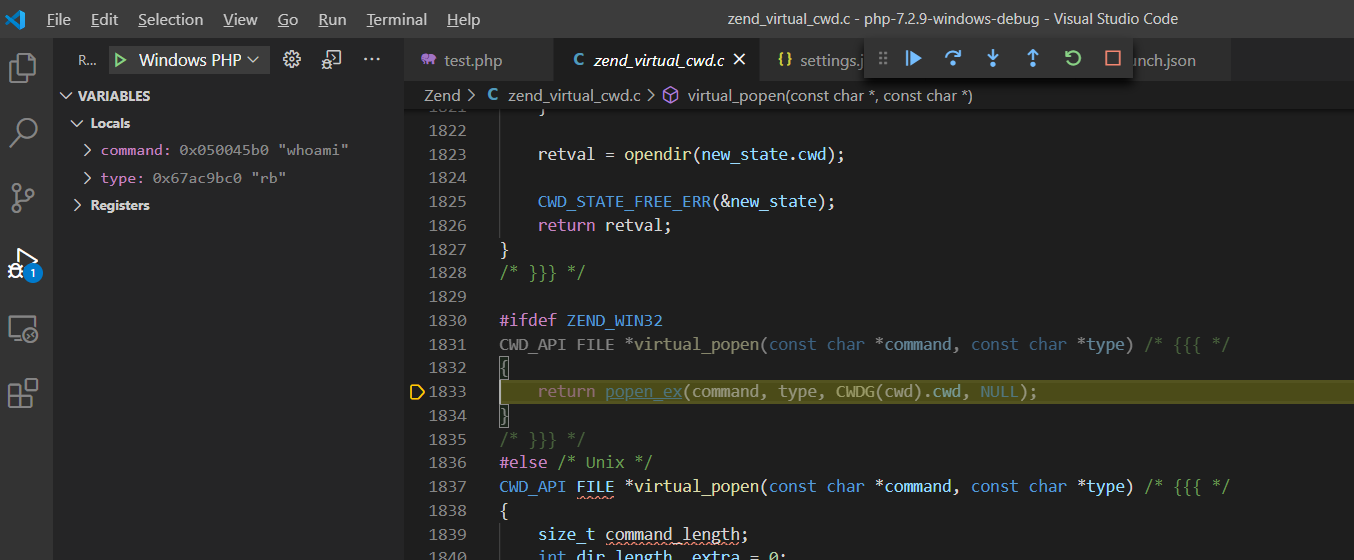 File Edit Selection View Go Run Terminal Help zend_virtual_cwd.c - php-7.2.9-windows-debug - Visual Studio Code
R... Windows PHP ...
test.php C zend_virtual_cwd.c {} settings.j unch.json
VARIABLES
Zend > C zend_virtual_cwd.c > virtual_popen(const char *, const char *)
Locals
command: 0x050045b0 "whoami"
type: 0x67ac9bc0 "rb"
Registers
1
1822
1823 retval = opendir(new_state.cwd);
1824
1825 CWD_STATE_FREE_ERR(&new_state);
1826 return retval;
1827 }
1828 /* }}} */
1829
1830 #ifdef ZEND_WIN32
1831 CWD_API FILE *virtual_popen(const char *command, const char *type) /* {{{ */
1832 {
1833 return popen_ex(command, type, CWDG(cwd).cwd, NULL);
1834 }
1835 /* }}} */
1836 #else /* Unix */
1837 CWD_API FILE *virtual_popen(const char *command, const char *type) /* {{{ */
1838 {
1839 size_t command_length;
1840 int dir_length, extra = 0;